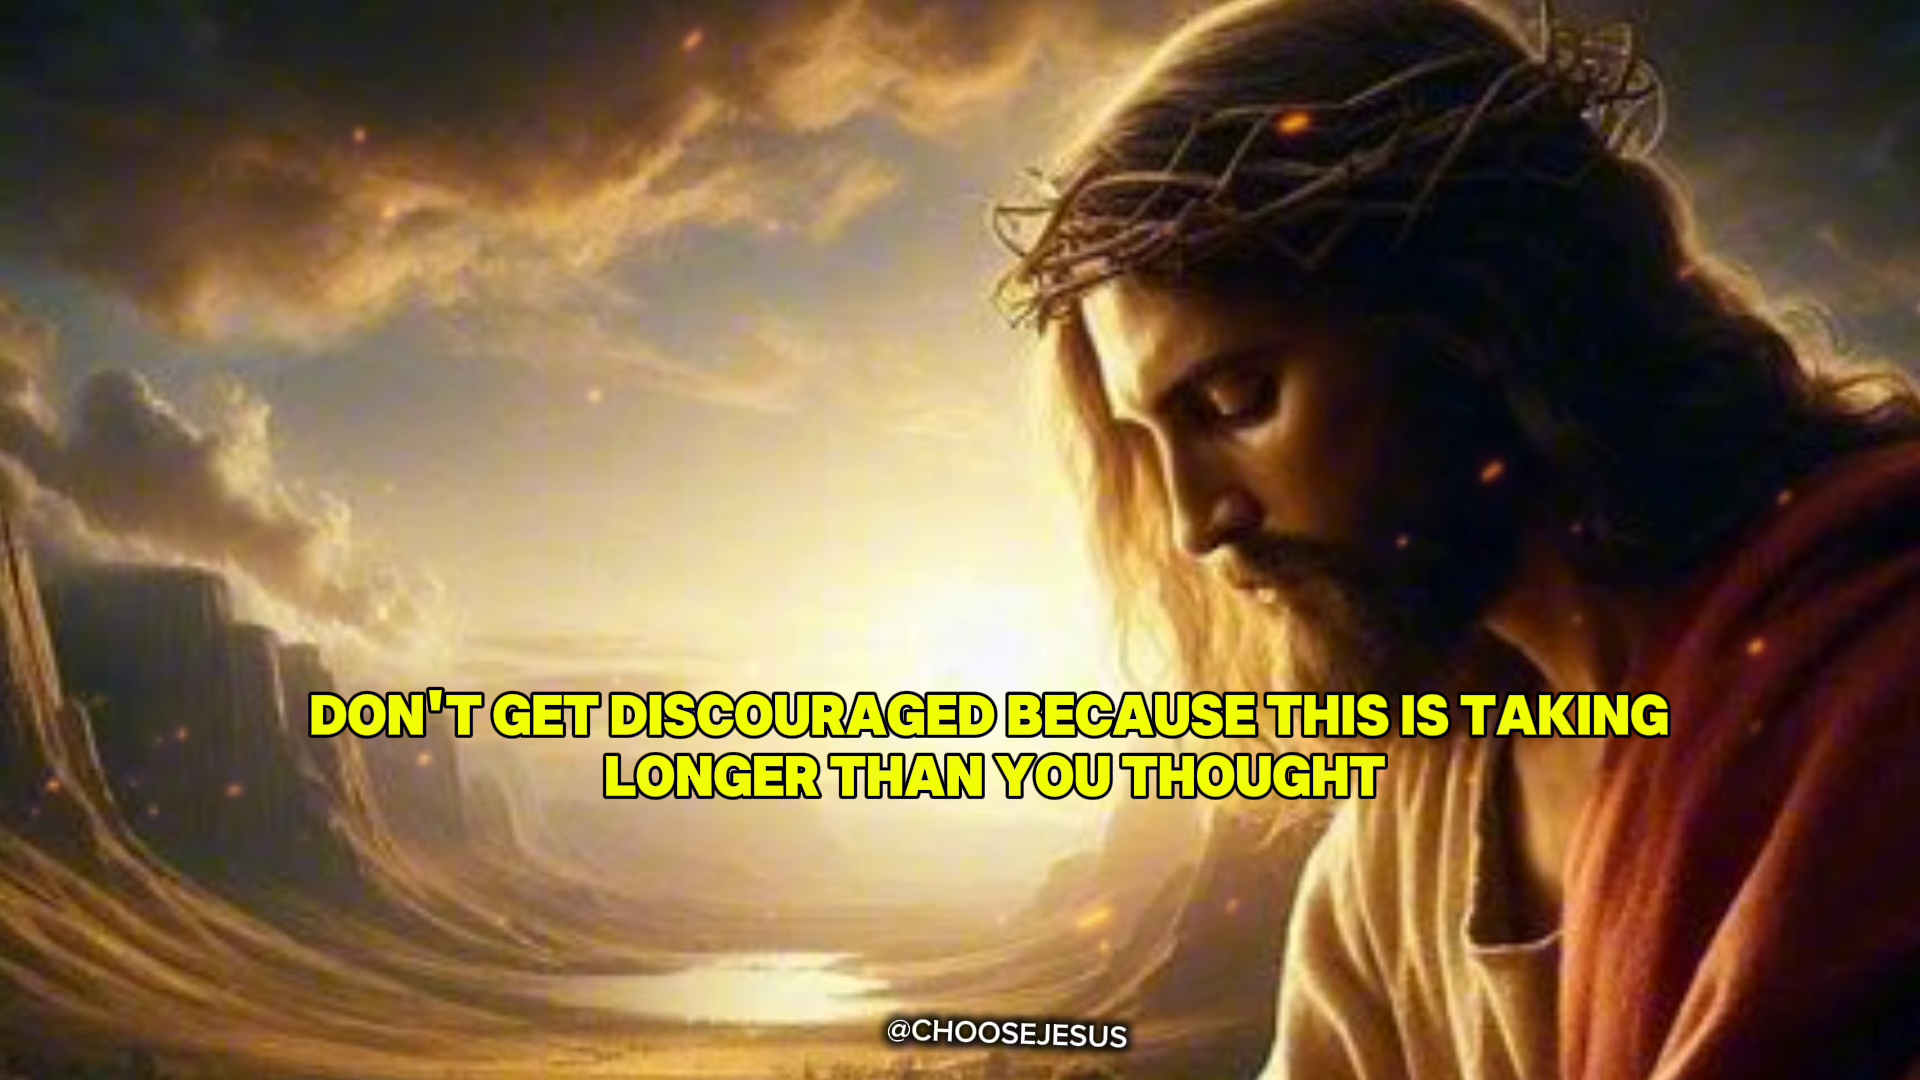 DON'T GET DISCOURAGED BECAUSE THIS IS TAKING
LONGER THAN YOU THOUGHT
@CHOOSEJESUS